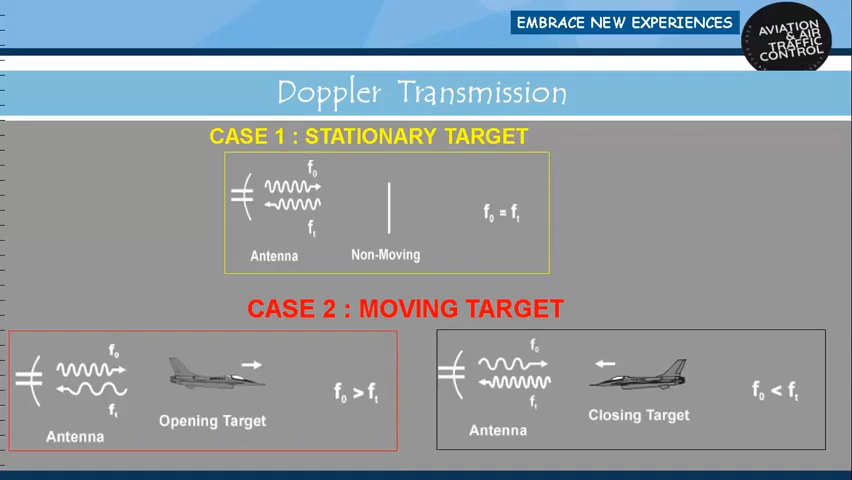 EMBRACE NEW EXPERIENCES
AVIATION
& AIR
TRAFFIC
CONTROL
Doppler Transmission
CASE 1 : STATIONARY TARGET
f₀
fₜ
f₀ = fₜ
Antenna
Non-Moving
CASE 2 : MOVING TARGET
f₀
fₜ
f₀ > fₜ
Opening Target
Antenna
f₀
fₜ
f₀ < fₜ
Closing Target
Antenna